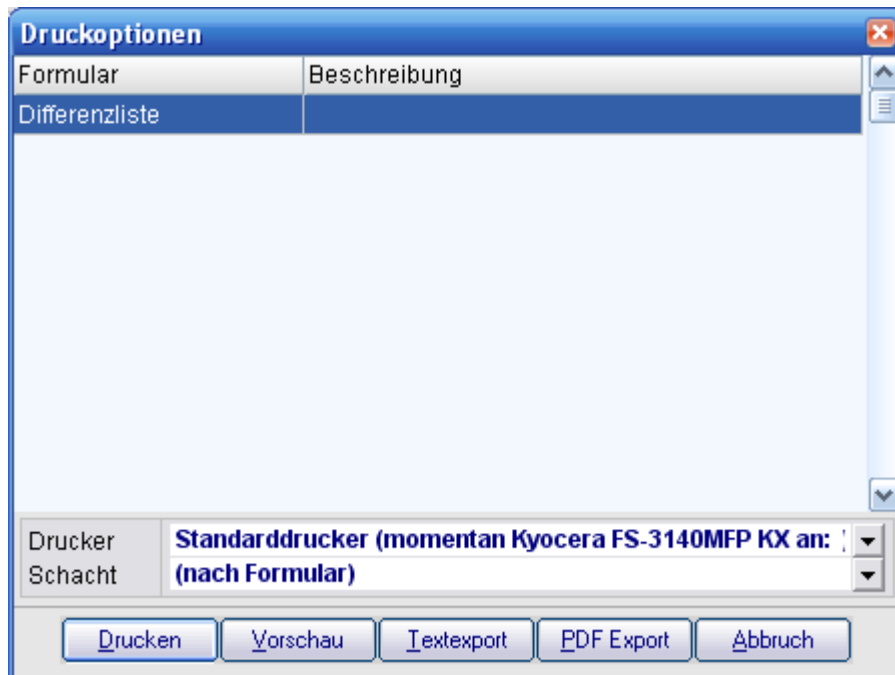 Druckoptionen
Formular Beschreibung
Differenzliste
Drucker Standarddrucker (momentan Kyocera FS-3140MFP KX an:
Schacht (nach Formular)
Drucken Vorschau Textexport PDF Export Abbruch